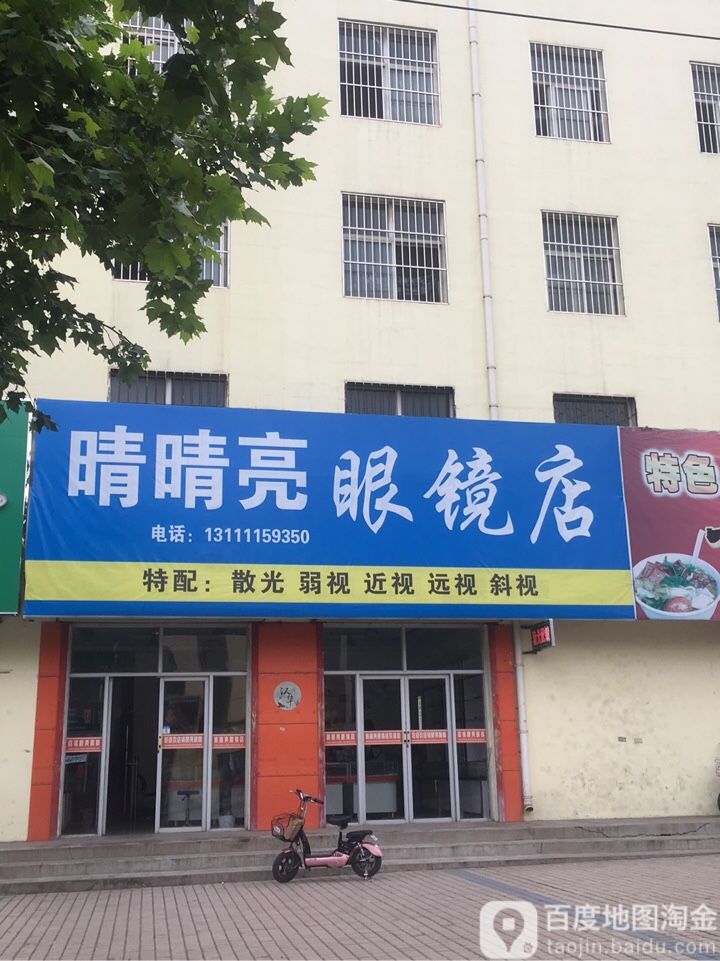 晴晴亮 眼镜店
电话：13111159350
特配：散光 弱视 近视 远视 斜视
特色
百度地图淘金
taojin.baidu.com